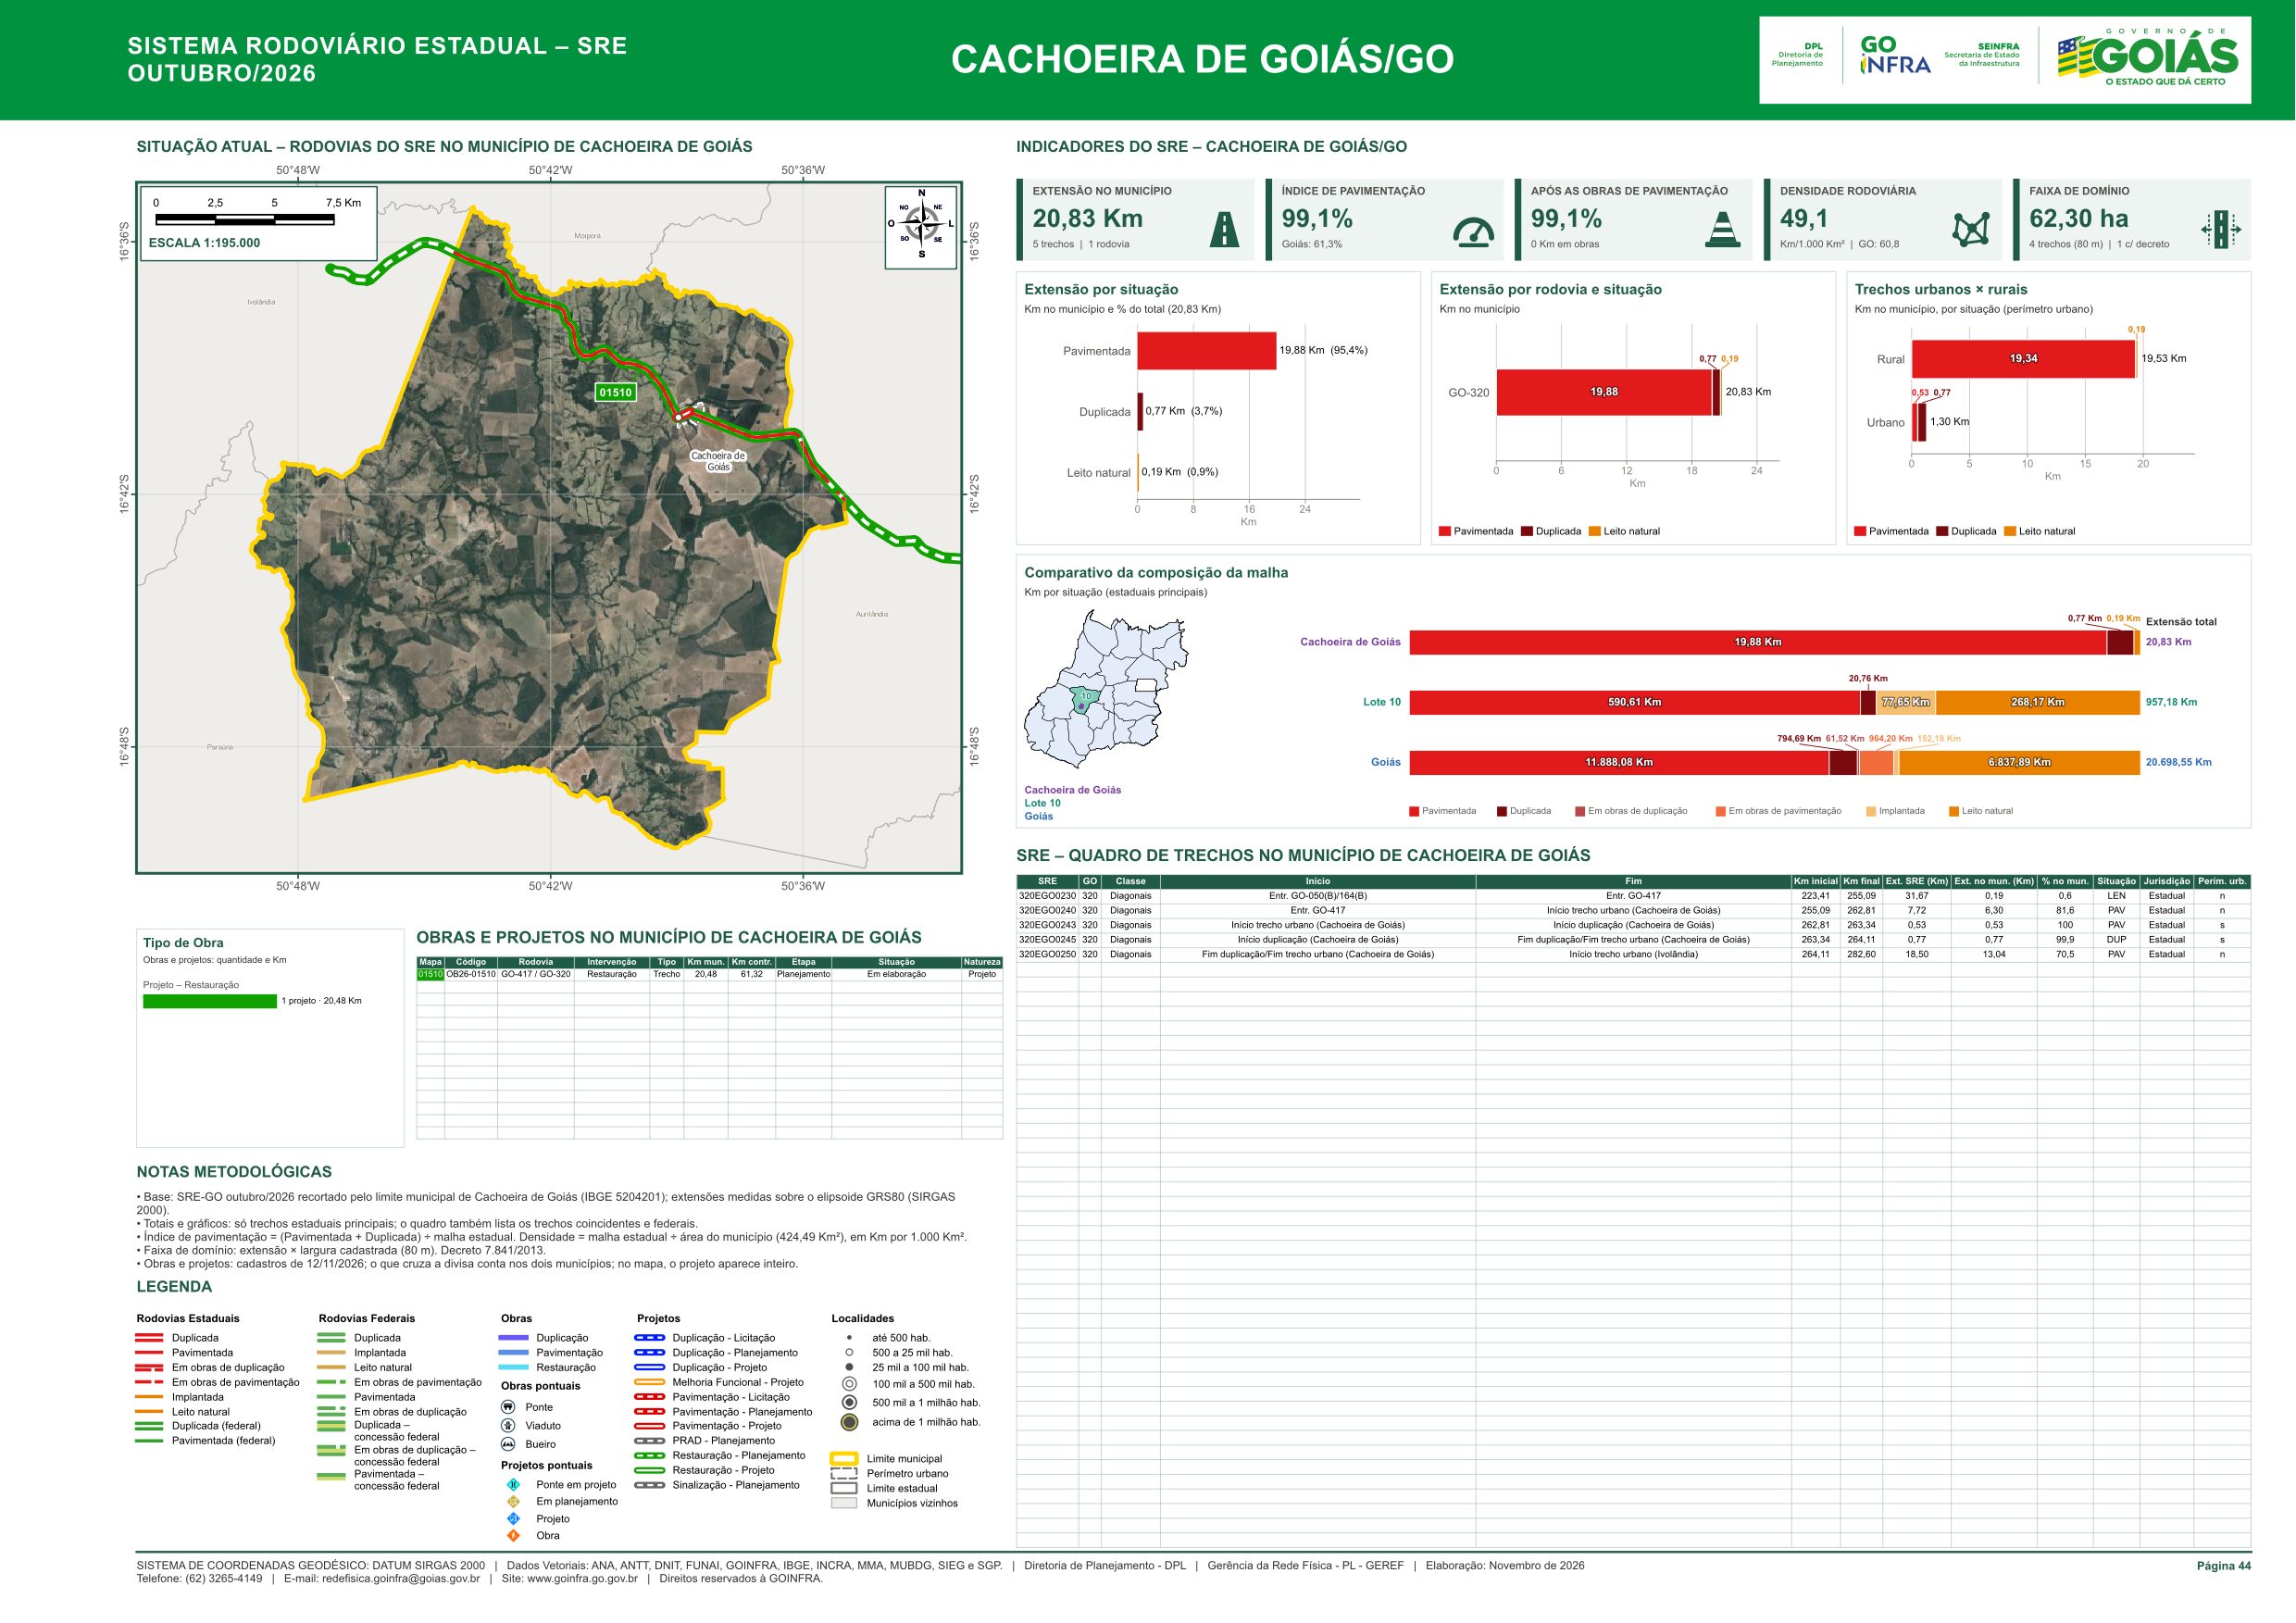 SISTEMA RODOVIÁRIO ESTADUAL – SRE
OUTUBRO/2026
CACHOEIRA DE GOIÁS/GO
DPL
Diretoria de
Planejamento
GO
iNFRA
SEINFRA
Secretaria de Estado
da Infraestrutura
GOVERNO DE
GOIÁS
O ESTADO QUE DÁ CERTO
SITUAÇÃO ATUAL – RODOVIAS DO SRE NO MUNICÍPIO DE CACHOEIRA DE GOIÁS
50°48'W 50°42'W 50°36'W
0 2,5 5 7,5 Km
ESCALA 1:195.000
N
NO NE
O L
SO SE
S
16°36'S 16°36'S
Moiporá
Ivolândia
01510
Cachoeira de
Goiás
16°42'S 16°42'S
Aurilândia
Paraúna
16°48'S 16°48'S
50°48'W 50°42'W 50°36'W
INDICADORES DO SRE – CACHOEIRA DE GOIÁS/GO
EXTENSÃO NO MUNICÍPIO
20,83 Km
5 trechos | 1 rodovia
ÍNDICE DE PAVIMENTAÇÃO
99,1%
Goiás: 61,3%
APÓS AS OBRAS DE PAVIMENTAÇÃO
99,1%
0 Km em obras
DENSIDADE RODOVIÁRIA
49,1
Km/1.000 Km² | GO: 60,8
FAIXA DE DOMÍNIO
62,30 ha
4 trechos (80 m) | 1 c/ decreto
Extensão por situação
Km no município e % do total (20,83 Km)
Pavimentada 19,88 Km (95,4%)
Duplicada 0,77 Km (3,7%)
Leito natural 0,19 Km (0,9%)
0 8 16 24
Km
Extensão por rodovia e situação
Km no município
0,77 0,19
GO-320 19,88 20,83 Km
0 6 12 18 24
Km
Pavimentada Duplicada Leito natural
Trechos urbanos × rurais
Km no município, por situação (perímetro urbano)
0,19
Rural 19,34 19,53 Km
0,53 0,77
Urbano 1,30 Km
0 5 10 15 20
Km
Pavimentada Duplicada Leito natural
Comparativo da composição da malha
Km por situação (estaduais principais)
10
Cachoeira de Goiás
Lote 10
Goiás
0,77 Km 0,19 Km Extensão total
Cachoeira de Goiás 19,88 Km 20,83 Km
20,76 Km
Lote 10 590,61 Km 77,65 Km 268,17 Km 957,18 Km
794,69 Km 61,52 Km 964,20 Km 152,18 Km
Goiás 11.888,08 Km 6.837,89 Km 20.698,55 Km
Pavimentada Duplicada Em obras de duplicação Em obras de pavimentação Implantada Leito natural
SRE – QUADRO DE TRECHOS NO MUNICÍPIO DE CACHOEIRA DE GOIÁS
SRE GO Classe Início Fim Km inicial Km final Ext. SRE (Km) Ext. no mun. (Km) % no mun. Situação Jurisdição Perím. urb.
320EGO0230 320 Diagonais Entr. GO-050(B)/164(B) Entr. GO-417 223,41 255,09 31,67 0,19 0,6 LEN Estadual n
320EGO0240 320 Diagonais Entr. GO-417 Início trecho urbano (Cachoeira de Goiás) 255,09 262,81 7,72 6,30 81,6 PAV Estadual n
320EGO0243 320 Diagonais Início trecho urbano (Cachoeira de Goiás) Início duplicação (Cachoeira de Goiás) 262,81 263,34 0,53 0,53 100 PAV Estadual s
320EGO0245 320 Diagonais Início duplicação (Cachoeira de Goiás) Fim duplicação/Fim trecho urbano (Cachoeira de Goiás) 263,34 264,11 0,77 0,77 99,9 DUP Estadual s
320EGO0250 320 Diagonais Fim duplicação/Fim trecho urbano (Cachoeira de Goiás) Início trecho urbano (Ivolândia) 264,11 282,60 18,50 13,04 70,5 PAV Estadual n
Tipo de Obra
Obras e projetos: quantidade e Km
Projeto – Restauração
1 projeto · 20,48 Km
OBRAS E PROJETOS NO MUNICÍPIO DE CACHOEIRA DE GOIÁS
Mapa Código Rodovia Intervenção Tipo Km mun. Km contr. Etapa Situação Natureza
01510 OB26-01510 GO-417 / GO-320 Restauração Trecho 20,48 61,32 Planejamento Em elaboração Projeto
NOTAS METODOLÓGICAS
• Base: SRE-GO outubro/2026 recortado pelo limite municipal de Cachoeira de Goiás (IBGE 5204201); extensões medidas sobre o elipsoide GRS80 (SIRGAS
2000).
• Totais e gráficos: só trechos estaduais principais; o quadro também lista os trechos coincidentes e federais.
• Índice de pavimentação = (Pavimentada + Duplicada) ÷ malha estadual. Densidade = malha estadual ÷ área do município (424,49 Km²), em Km por 1.000 Km².
• Faixa de domínio: extensão × largura cadastrada (80 m). Decreto 7.841/2013.
• Obras e projetos: cadastros de 12/11/2026; o que cruza a divisa conta nos dois municípios; no mapa, o projeto aparece inteiro.
LEGENDA
Rodovias Estaduais
Duplicada
Pavimentada
Em obras de duplicação
Em obras de pavimentação
Implantada
Leito natural
Duplicada (federal)
Pavimentada (federal)
Rodovias Federais
Duplicada
Implantada
Leito natural
Em obras de pavimentação
Pavimentada
Em obras de duplicação
Duplicada –
concessão federal
Em obras de duplicação –
concessão federal
Pavimentada –
concessão federal
Obras
Duplicação
Pavimentação
Restauração
Obras pontuais
Ponte
Viaduto
Bueiro
Projetos pontuais
Ponte em projeto
Em planejamento
Projeto
Obra
Projetos
Duplicação - Licitação
Duplicação - Planejamento
Duplicação - Projeto
Melhoria Funcional - Projeto
Pavimentação - Licitação
Pavimentação - Planejamento
Pavimentação - Projeto
PRAD - Planejamento
Restauração - Planejamento
Restauração - Projeto
Sinalização - Planejamento
Localidades
até 500 hab.
500 a 25 mil hab.
25 mil a 100 mil hab.
100 mil a 500 mil hab.
500 mil a 1 milhão hab.
acima de 1 milhão hab.
Limite municipal
Perímetro urbano
Limite estadual
Municípios vizinhos
SISTEMA DE COORDENADAS GEODÉSICO: DATUM SIRGAS 2000 | Dados Vetoriais: ANA, ANTT, DNIT, FUNAI, GOINFRA, IBGE, INCRA, MMA, MUBDG, SIEG e SGP. | Diretoria de Planejamento - DPL | Gerência da Rede Física - PL - GEREF | Elaboração: Novembro de 2026
Página 44
Telefone: (62) 3265-4149 | E-mail: redefisica.goinfra@goias.gov.br | Site: www.goinfra.go.gov.br | Direitos reservados à GOINFRA.